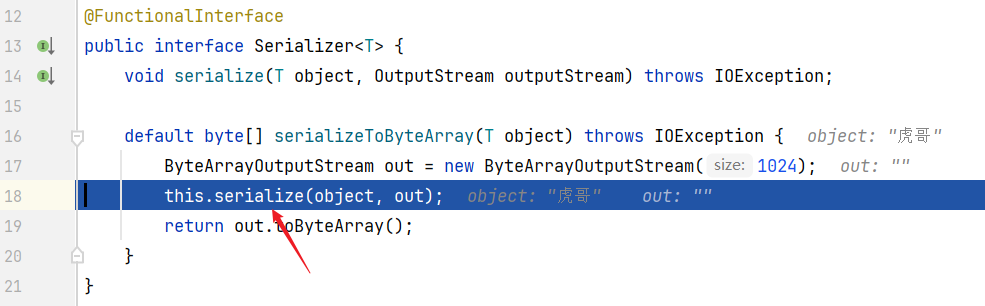 12 @FunctionalInterface
13 public interface Serializer<T> {
14 void serialize(T object, OutputStream outputStream) throws IOException;
15
16 default byte[] serializeToByteArray(T object) throws IOException { object: "虎哥"
17 ByteArrayOutputStream out = new ByteArrayOutputStream( size: 1024); out: ""
18 this.serialize(object, out); object: "虎哥" out: ""
19 return out.toByteArray();
20 }
21 }